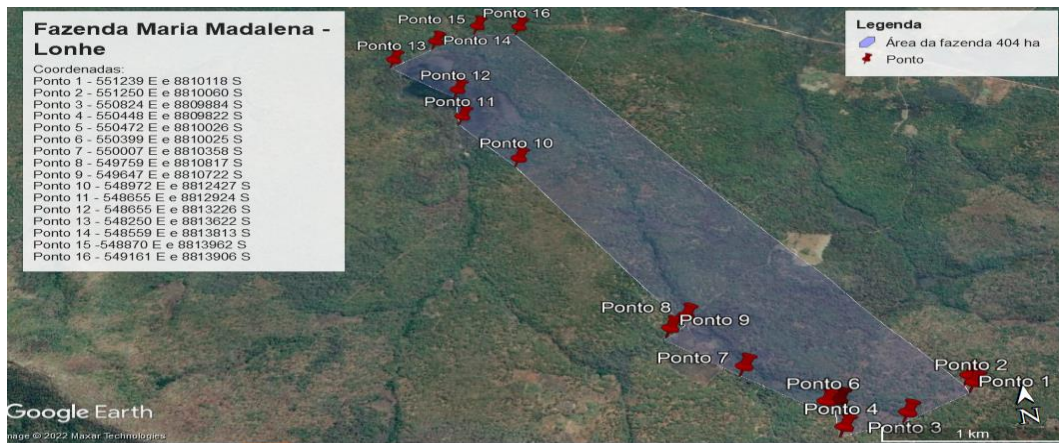 Fazenda Maria Madalena -
Lonhe
Coordenadas:
Ponto 1 - 551239 E e 8810118 S
Ponto 2 - 551250 E e 8810060 S
Ponto 3 - 550824 E e 8809884 S
Ponto 4 - 550448 E e 8809822 S
Ponto 5 - 550472 E e 8810026 S
Ponto 6 - 550399 E e 8810025 S
Ponto 7 - 550007 E e 8810358 S
Ponto 8 - 549759 E e 8810817 S
Ponto 9 - 549647 E e 8810722 S
Ponto 10 - 548972 E e 8812427 S
Ponto 11 - 548655 E e 8812924 S
Ponto 12 - 548655 E e 8813226 S
Ponto 13 - 548250 E e 8813622 S
Ponto 14 - 548559 E e 8813813 S
Ponto 15 -548870 E e 8813962 S
Ponto 16 - 549161 E e 8813906 S
Legenda
Área da fazenda 404 ha
Ponto
Ponto 15
Ponto 16
Ponto 13
Ponto 14
Ponto 12
Ponto 11
Ponto 10
Ponto 8
Ponto 9
Ponto 7
Ponto 2
Ponto 1
Ponto 6
Ponto 4
Ponto 3
N
1 km
Google Earth
mage © 2022 Maxar Technologies